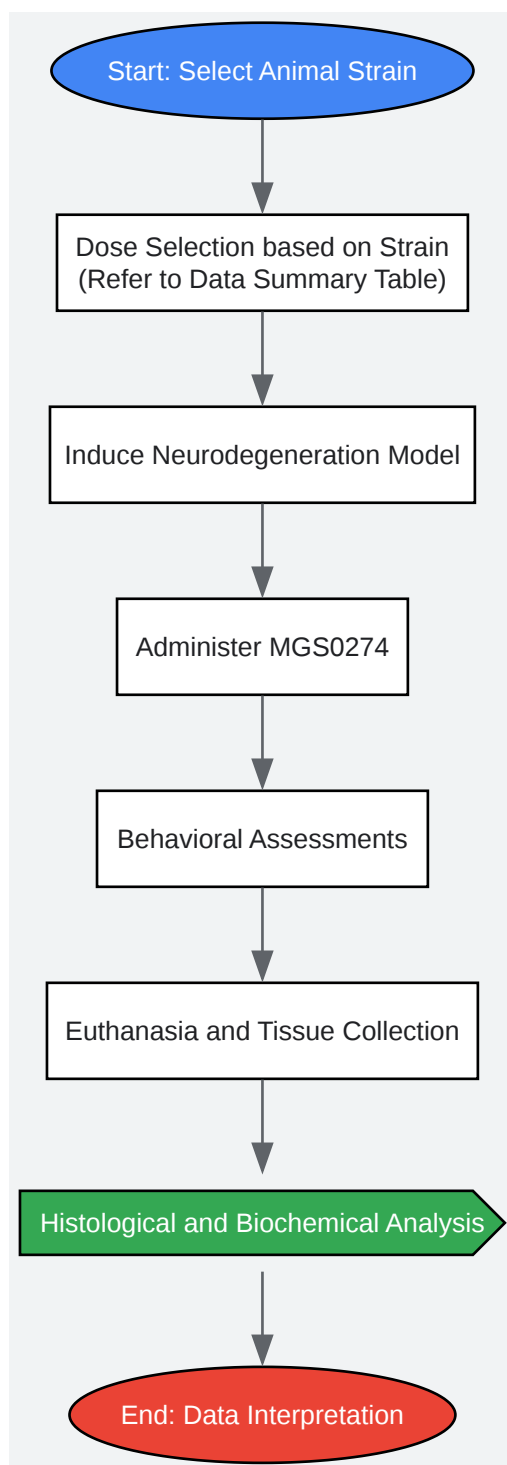 Start: Select Animal Strain
Dose Selection based on Strain
(Refer to Data Summary Table)
Induce Neurodegeneration Model
Administer MGS0274
Behavioral Assessments
Euthanasia and Tissue Collection
Histological and Biochemical Analysis
End: Data Interpretation